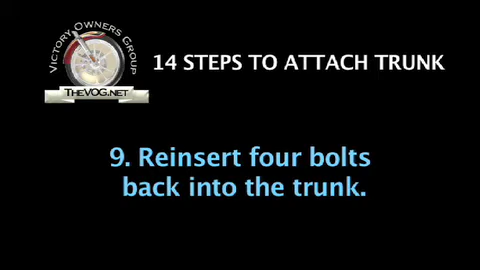 VICTORY OWNERS GROUP
THEVOG.NET
14 STEPS TO ATTACH TRUNK
9. Reinsert four bolts
back into the trunk.